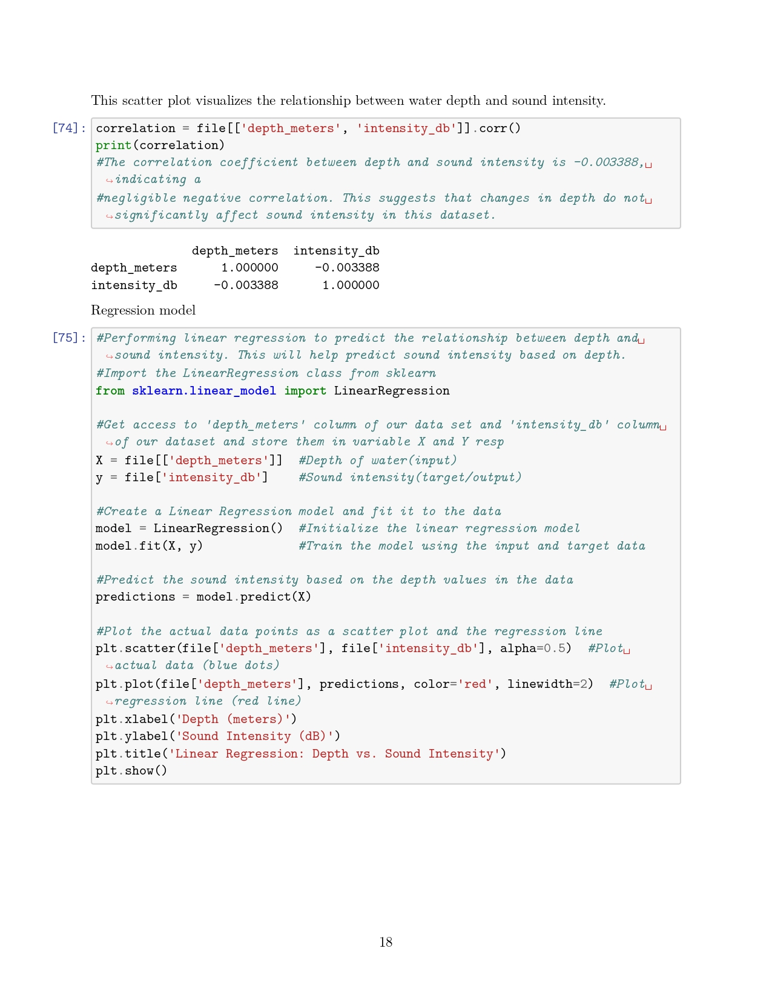 This scatter plot visualizes the relationship between water depth and sound intensity.
[74]: correlation = file[['depth_meters', 'intensity_db']].corr()
print(correlation)
#The correlation coefficient between depth and sound intensity is -0.003388,␣
↪indicating a
#negligible negative correlation. This suggests that changes in depth do not␣
↪significantly affect sound intensity in this dataset.
depth_meters  intensity_db
depth_meters      1.000000     -0.003388
intensity_db     -0.003388      1.000000
Regression model
[75]: #Performing linear regression to predict the relationship between depth and␣
↪sound intensity. This will help predict sound intensity based on depth.
#Import the LinearRegression class from sklearn
from sklearn.linear_model import LinearRegression
#Get access to 'depth_meters' column of our data set and 'intensity_db' column␣
↪of our dataset and store them in variable X and Y resp
X = file[['depth_meters']]  #Depth of water(input)
y = file['intensity_db']    #Sound intensity(target/output)
#Create a Linear Regression model and fit it to the data
model = LinearRegression()  #Initialize the linear regression model
model.fit(X, y)             #Train the model using the input and target data
#Predict the sound intensity based on the depth values in the data
predictions = model.predict(X)
#Plot the actual data points as a scatter plot and the regression line
plt.scatter(file['depth_meters'], file['intensity_db'], alpha=0.5)  #Plot␣
↪actual data (blue dots)
plt.plot(file['depth_meters'], predictions, color='red', linewidth=2)  #Plot␣
↪regression line (red line)
plt.xlabel('Depth (meters)')
plt.ylabel('Sound Intensity (dB)')
plt.title('Linear Regression: Depth vs. Sound Intensity')
plt.show()
18